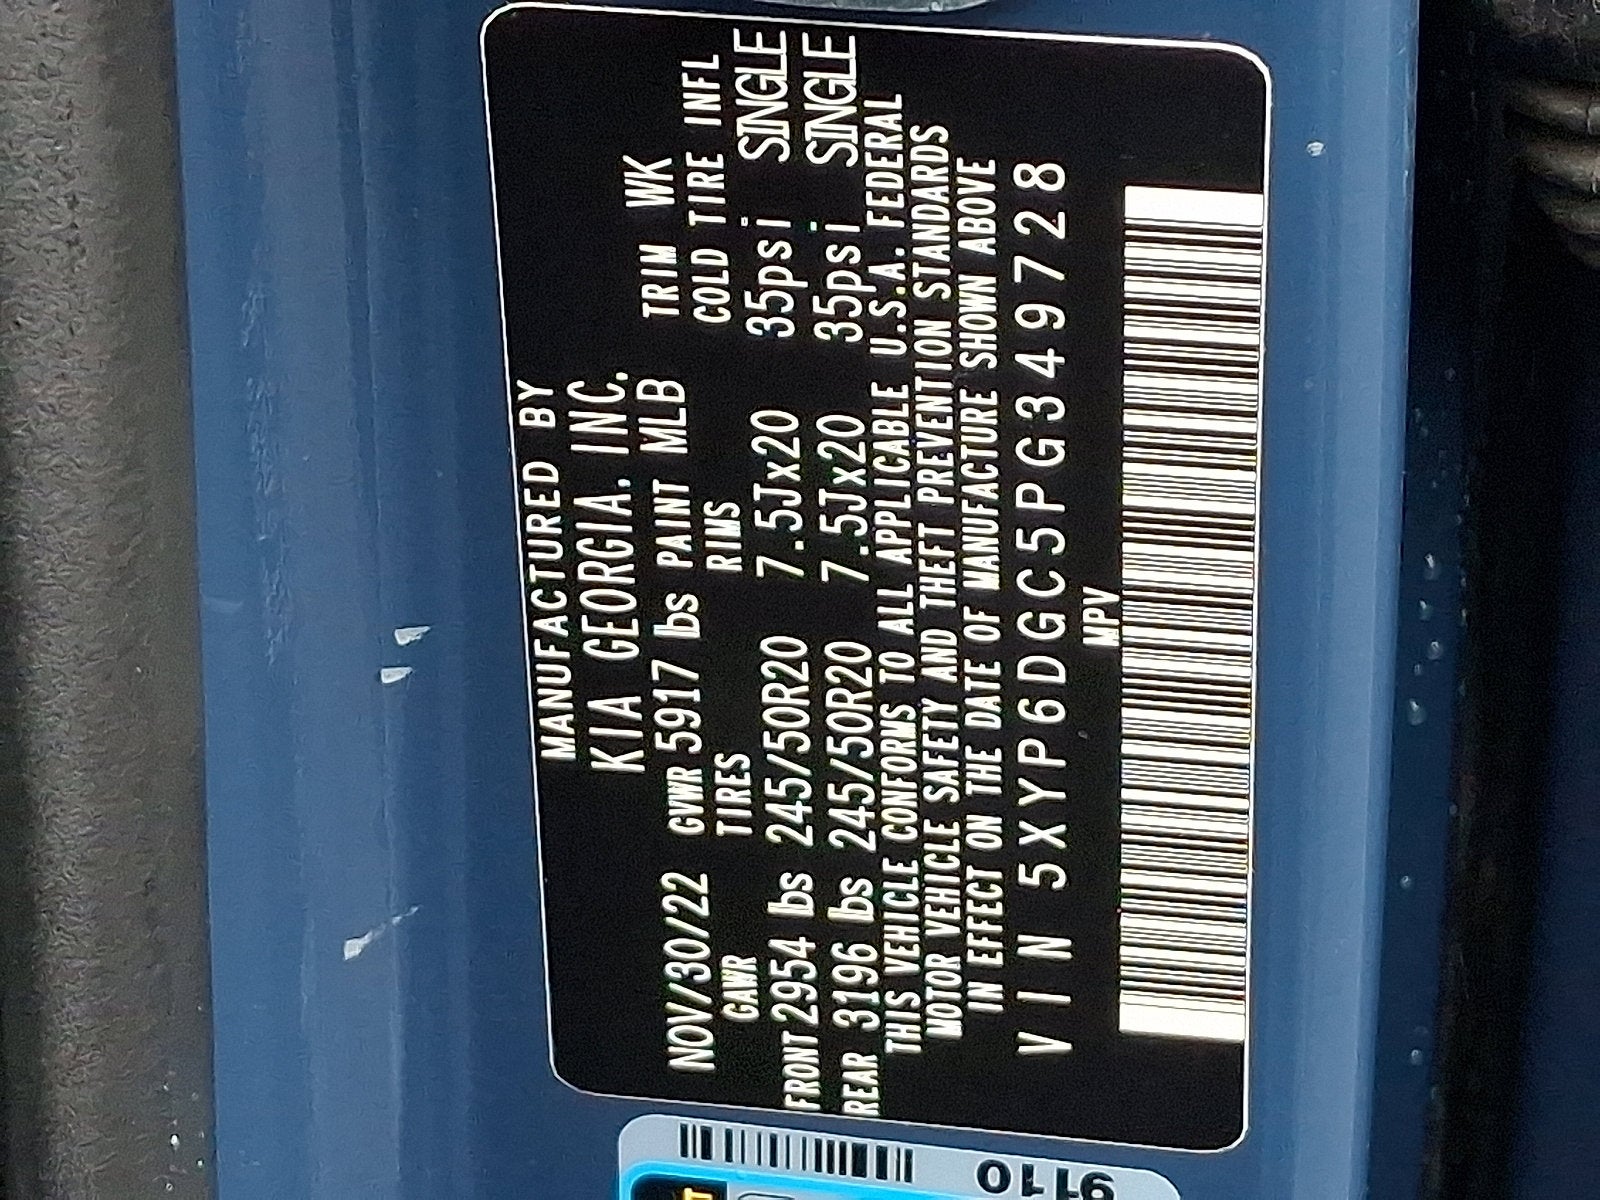 MANUFACTURED BY
KIA GEORGIA, INC.
NOV/30/22 GVWR 5917 lbs PAINT MLB TRIM WK
GAWR TIRES RIMS COLD TIRE INFL
FRONT 2954 lbs 245/50R20 7.5Jx20 35psi SINGLE
REAR 3196 lbs 245/50R20 7.5Jx20 35psi SINGLE
THIS VEHICLE CONFORMS TO ALL APPLICABLE U.S.A. FEDERAL
MOTOR VEHICLE SAFETY AND THEFT PREVENTION STANDARDS
IN EFFECT ON THE DATE OF MANUFACTURE SHOWN ABOVE
VIN 5XYP6DGC5PG349728
MPV
9110